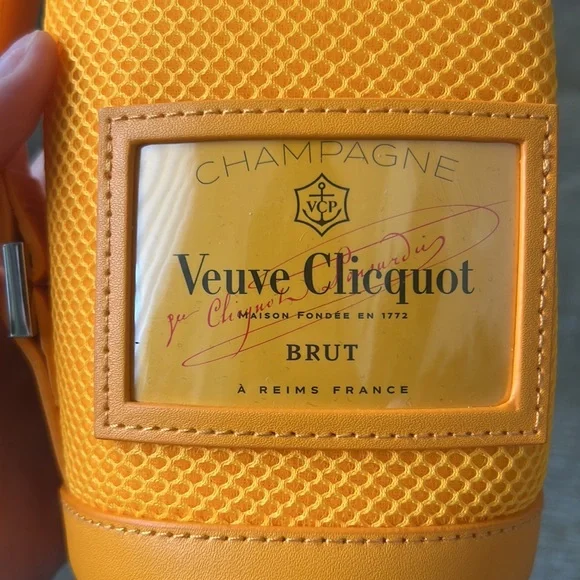 CHAMPAGNE
VCP
Veuve Clicquot
MAISON FONDÉE EN 1772
BRUT
À REIMS FRANCE